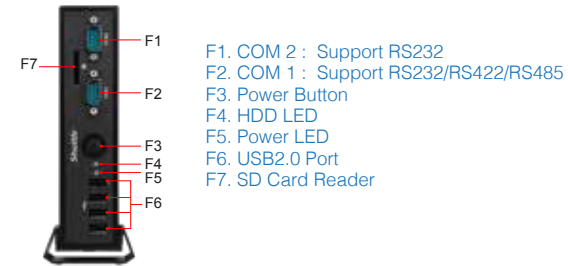 F1
F7
F2
Shuttle
F3
F4
F5
F6
F1. COM 2 : Support RS232
F2. COM 1 : Support RS232/RS422/RS485
F3. Power Button
F4. HDD LED
F5. Power LED
F6. USB2.0 Port
F7. SD Card Reader